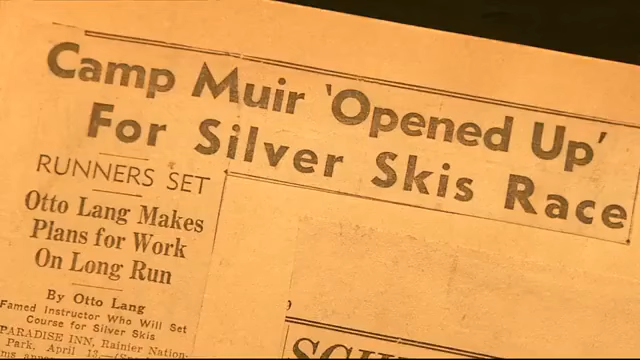 Camp Muir 'Opened Up'
For Silver Skis Race
RUNNERS SET
Otto Lang Makes
Plans for Work
On Long Run
By Otto Lang
Famed Instructor Who Will Set
Course for Silver Skis
PARADISE INN, Rainier Nation-
Park, April 13.—